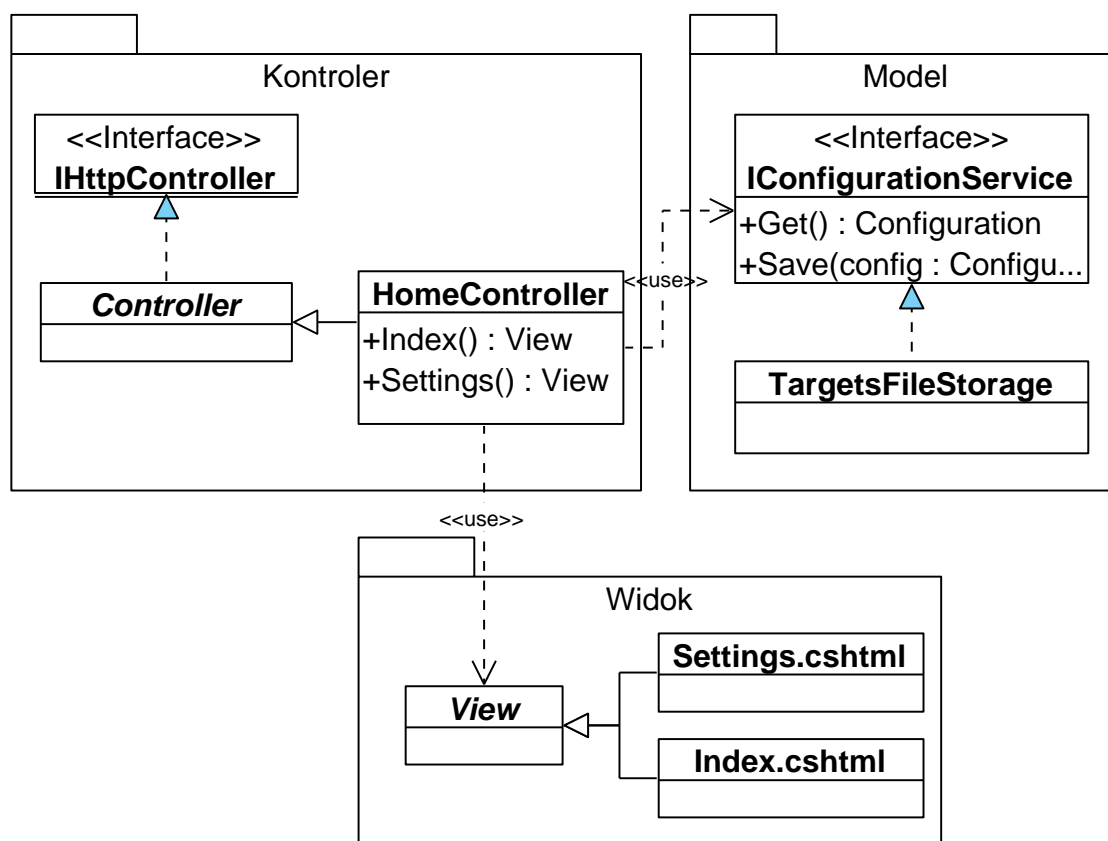 Kontroler
<<Interface>>
IHttpController
Controller
HomeController
+Index() : View
+Settings() : View
<<use>>
Model
<<Interface>>
IConfigurationService
+Get() : Configuration
+Save(config : Configu...
TargetsFileStorage
<<use>>
Widok
View
Settings.cshtml
Index.cshtml